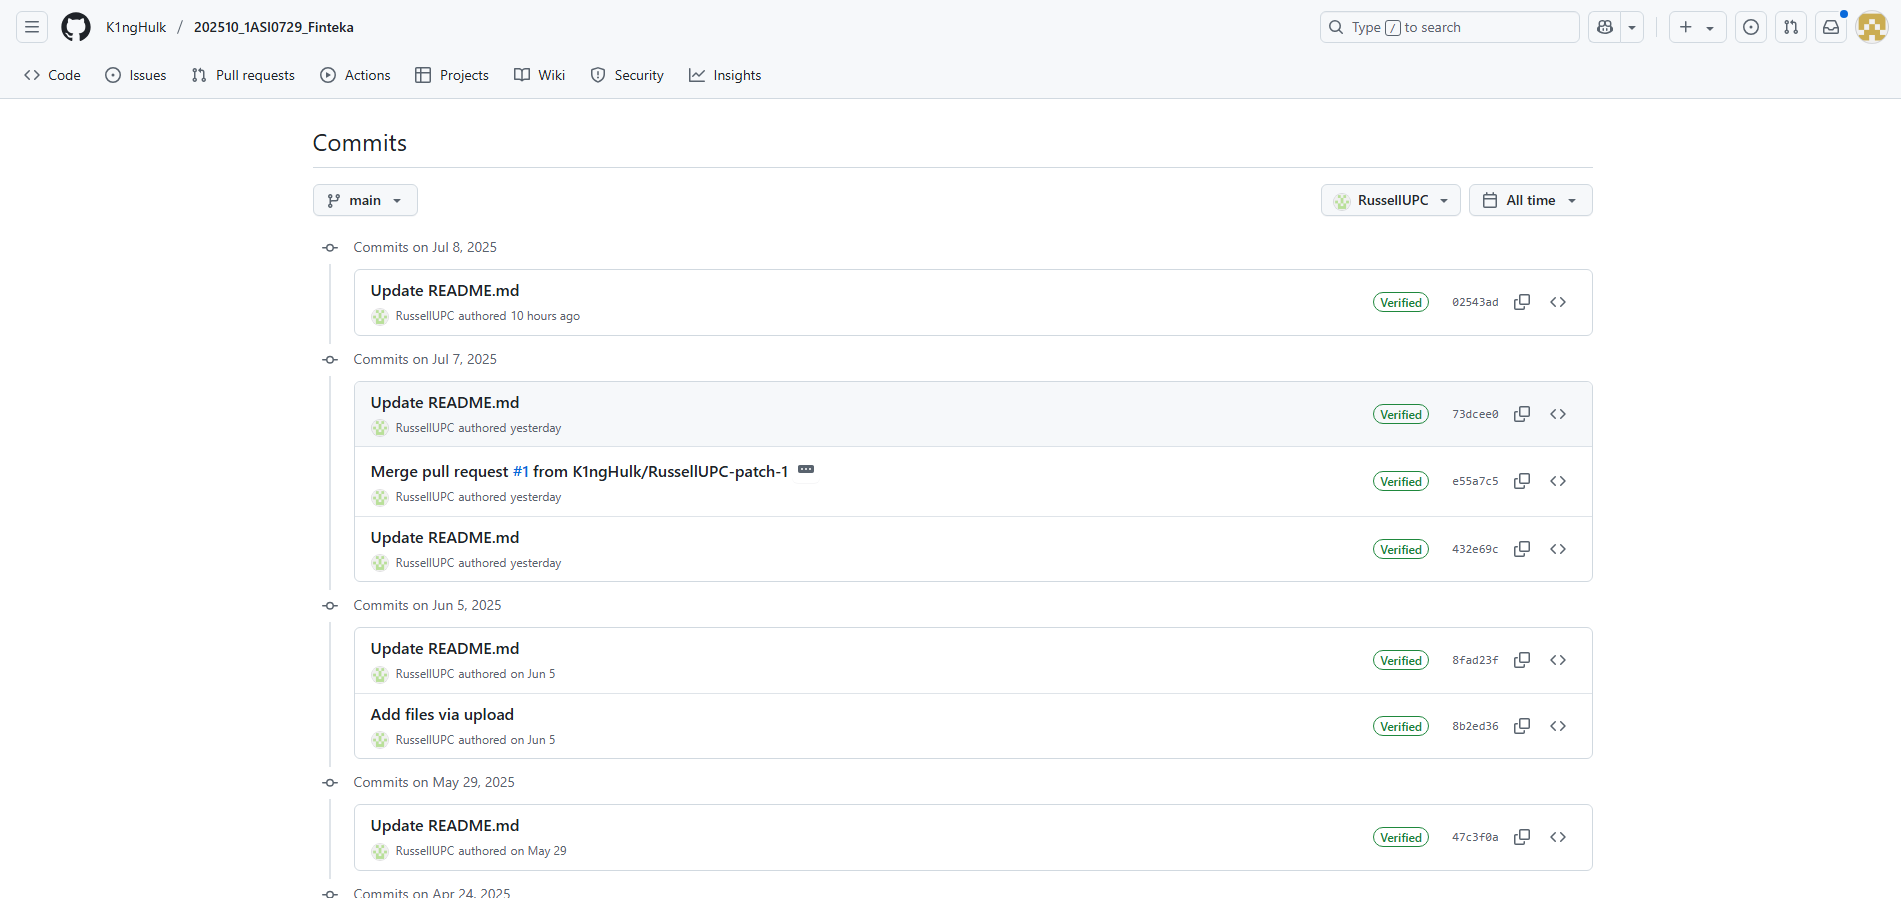 K1ngHulk / 202510_1ASI0729_Finteka
Type / to search
Code Issues Pull requests Actions Projects Wiki Security Insights
Commits
main
RussellUPC All time
Commits on Jul 8, 2025
Update README.md
RussellUPC authored 10 hours ago
Verified 02543ad
Commits on Jul 7, 2025
Update README.md
RussellUPC authored yesterday
Verified 73dcee0
Merge pull request #1 from K1ngHulk/RussellUPC-patch-1
RussellUPC authored yesterday
Verified e55a7c5
Update README.md
RussellUPC authored yesterday
Verified 432e69c
Commits on Jun 5, 2025
Update README.md
RussellUPC authored on Jun 5
Verified 8fad23f
Add files via upload
RussellUPC authored on Jun 5
Verified 8b2ed36
Commits on May 29, 2025
Update README.md
RussellUPC authored on May 29
Verified 47c3f0a
Commits on Apr 24, 2025